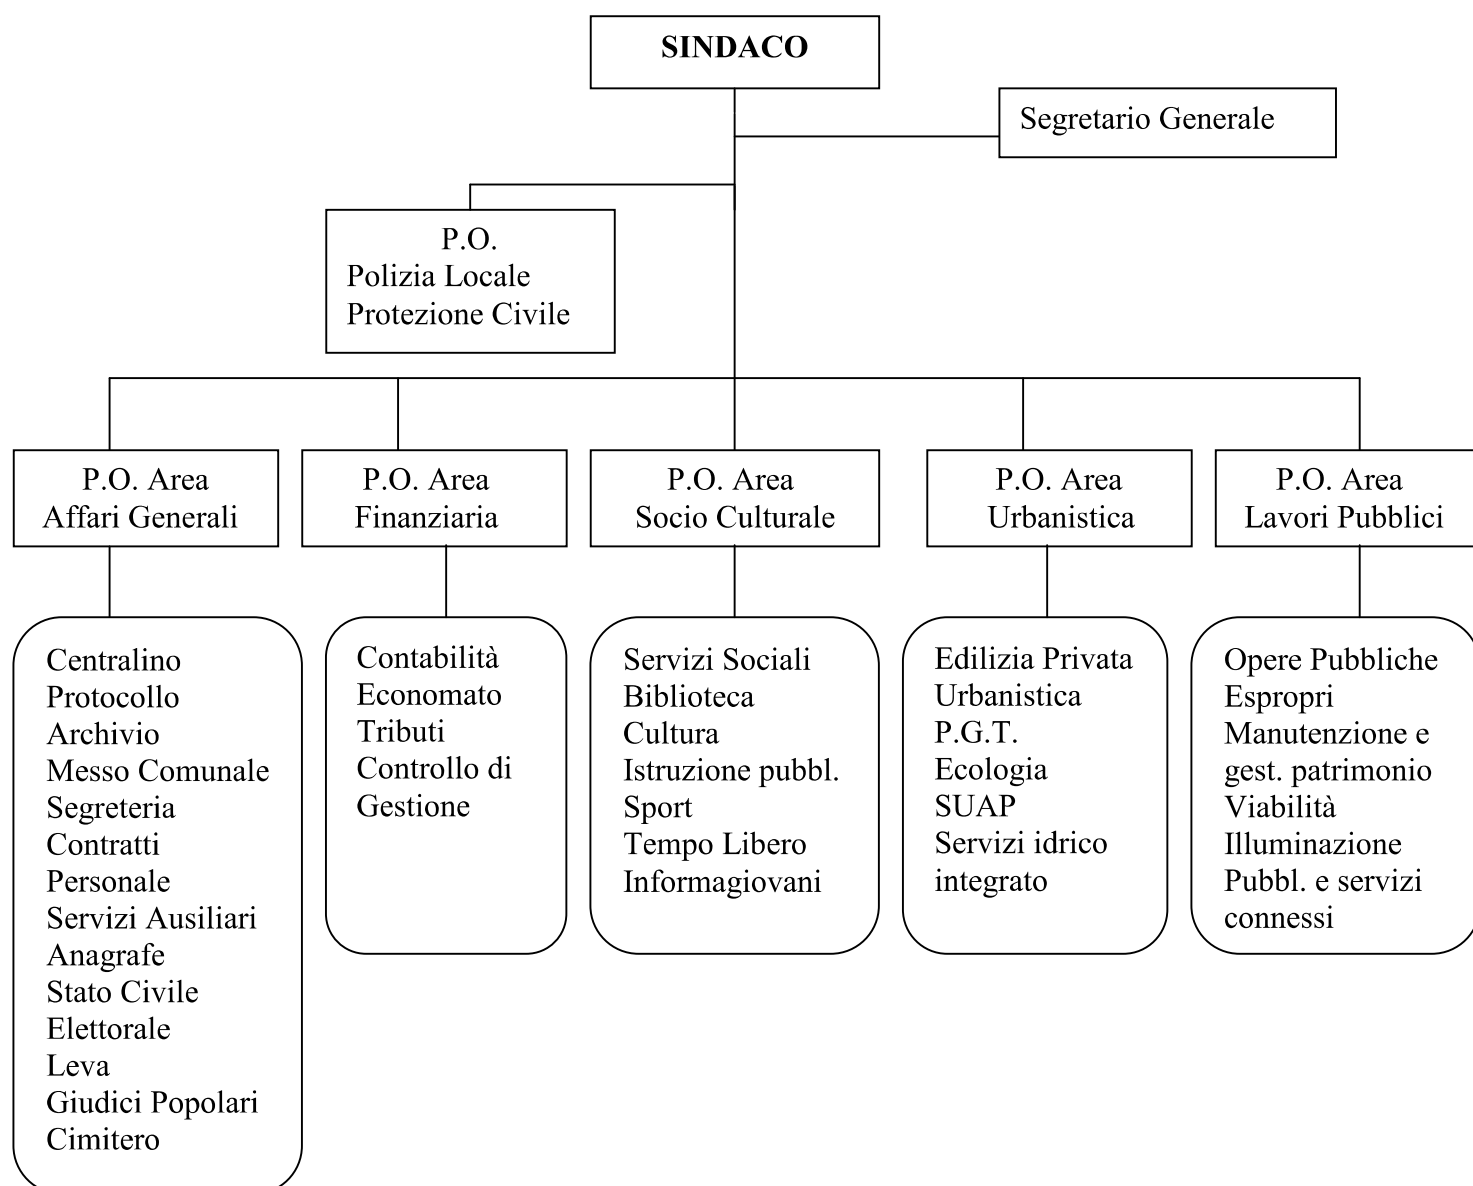 SINDACO
Segretario Generale
P.O.
Polizia Locale
Protezione Civile
P.O. Area
Affari Generali
P.O. Area
Finanziaria
P.O. Area
Socio Culturale
P.O. Area
Urbanistica
P.O. Area
Lavori Pubblici
Centralino
Protocollo
Archivio
Messo Comunale
Segreteria
Contratti
Personale
Servizi Ausiliari
Anagrafe
Stato Civile
Elettorale
Leva
Giudici Popolari
Cimitero
Contabilità
Economato
Tributi
Controllo di
Gestione
Servizi Sociali
Biblioteca
Cultura
Istruzione pubbl.
Sport
Tempo Libero
Informagiovani
Edilizia Privata
Urbanistica
P.G.T.
Ecologia
SUAP
Servizi idrico
integrato
Opere Pubbliche
Espropri
Manutenzione e
gest. patrimonio
Viabilità
Illuminazione
Pubbl. e servizi
connessi